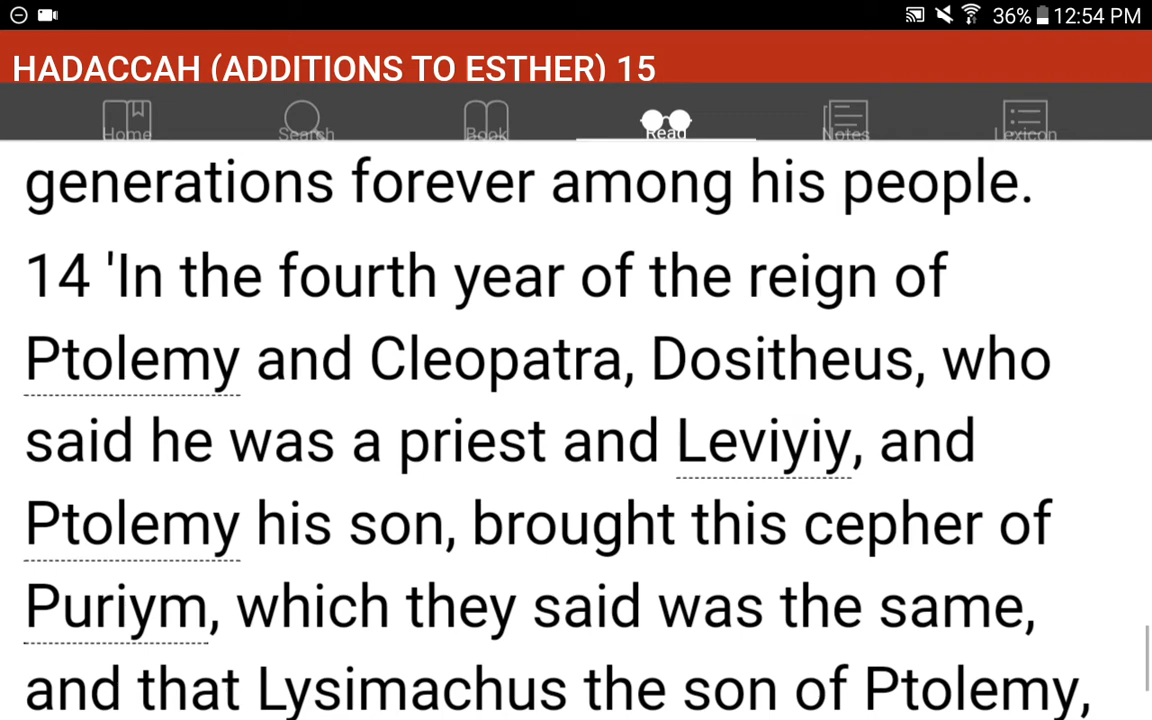 36% 12:54 PM
HADACCAH (ADDITIONS TO ESTHER) 15
Home Search Book Read Notes Lexicon
generations forever among his people.
14 'In the fourth year of the reign of
Ptolemy and Cleopatra, Dositheus, who
said he was a priest and Leviyiy, and
Ptolemy his son, brought this cepher of
Puriym, which they said was the same,
and that Lysimachus the son of Ptolemy,